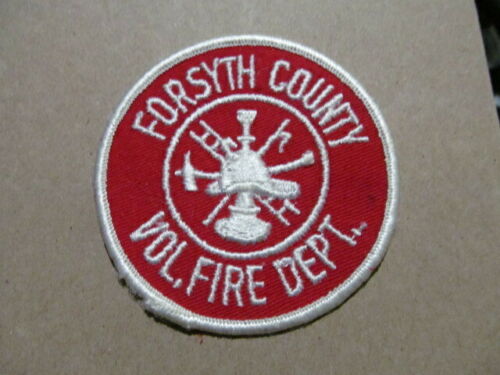 FORSYTH COUNTY
VOL. FIRE DEPT.